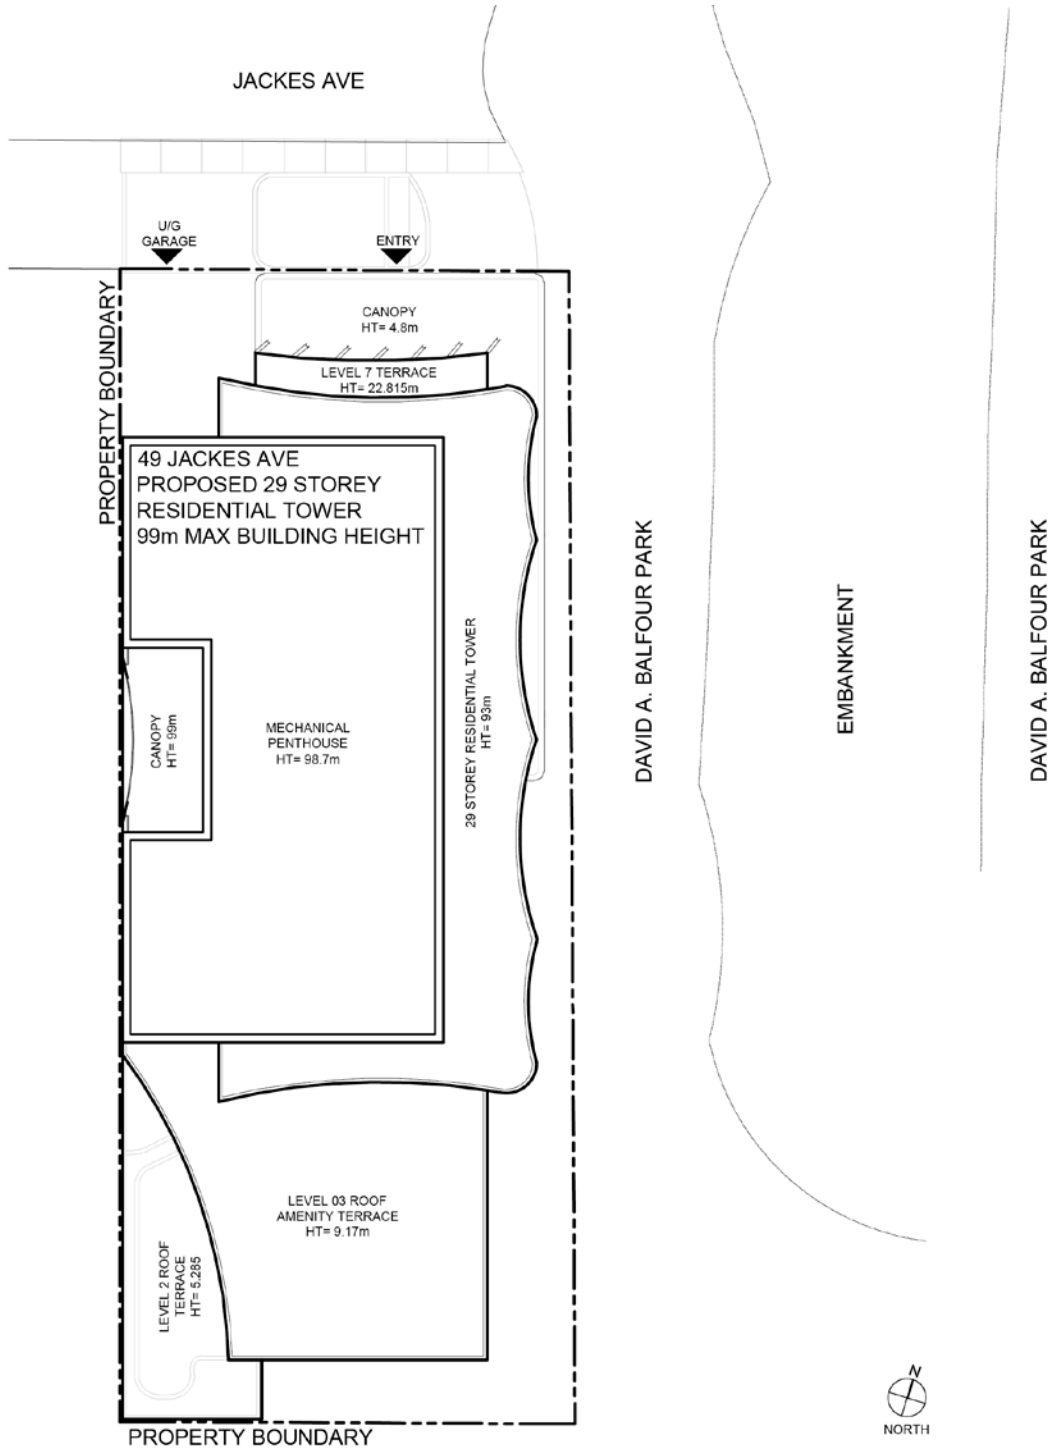 JACKES AVE
U/G
GARAGE
ENTRY
PROPERTY BOUNDARY
CANOPY
HT= 4.8m
LEVEL 7 TERRACE
HT= 22.815m
49 JACKES AVE
PROPOSED 29 STOREY
RESIDENTIAL TOWER
99m MAX BUILDING HEIGHT
CANOPY
HT= 99m
MECHANICAL
PENTHOUSE
HT= 98.7m
29 STOREY RESIDENTIAL TOWER
HT= 93m
DAVID A. BALFOUR PARK
EMBANKMENT
DAVID A. BALFOUR PARK
LEVEL 03 ROOF
AMENITY TERRACE
HT= 9.17m
LEVEL 2 ROOF
TERRACE
HT= 5.285
N
NORTH
PROPERTY BOUNDARY